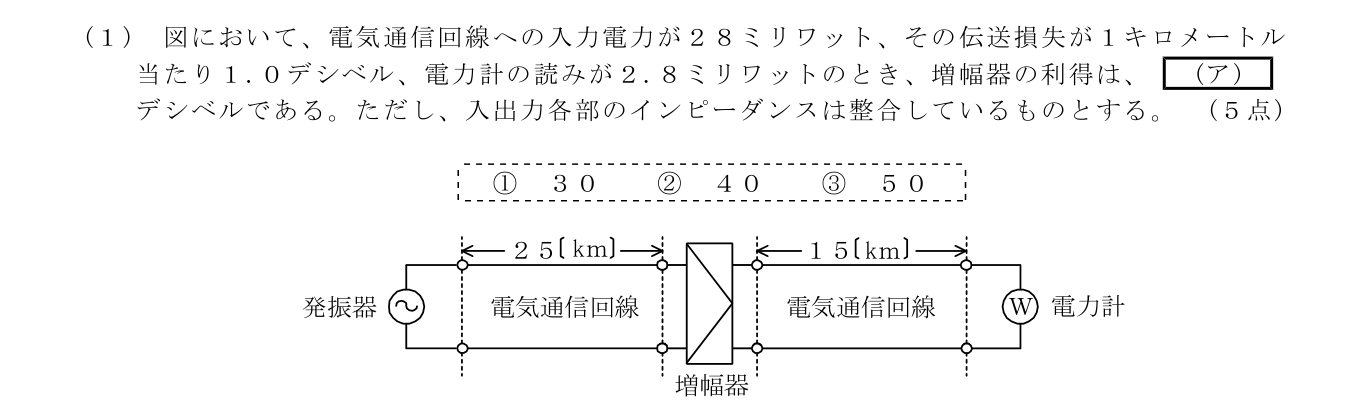 (１)　図において、電気通信回線への入力電力が２８ミリワット、その伝送損失が１キロメートル
当たり１.０デシベル、電力計の読みが２.８ミリワットのとき、増幅器の利得は、(ア)
デシベルである。ただし、入出力各部のインピーダンスは整合しているものとする。　(５点)
①　３０　②　４０　③　５０
２５〔km〕　１５〔km〕
発振器　電気通信回線　電気通信回線　W　電力計
増幅器